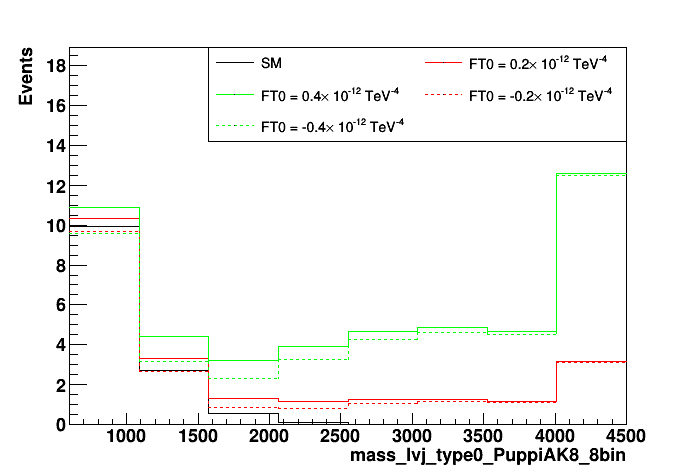 Events
SM
FT0 = 0.2× 10⁻¹² TeV⁻⁴
FT0 = 0.4× 10⁻¹² TeV⁻⁴
FT0 = -0.2× 10⁻¹² TeV⁻⁴
FT0 = -0.4× 10⁻¹² TeV⁻⁴
18
16
14
12
10
8
6
4
2
0
1000 1500 2000 2500 3000 3500 4000 4500
mass_lvj_type0_PuppiAK8_8bin